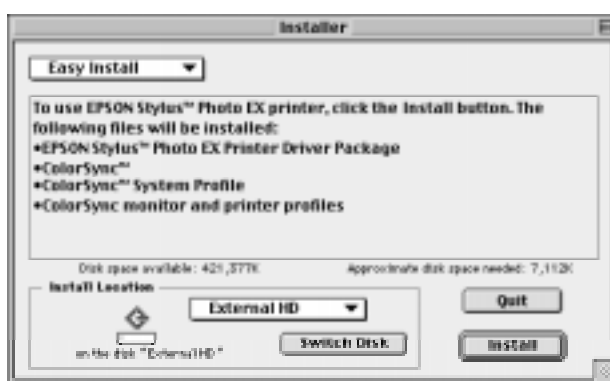 Installer
Easy Install
To use EPSON Stylus™ Photo EX printer, click the Install button. The
following files will be installed:
•EPSON Stylus™ Photo EX Printer Driver Package
•ColorSync™
•ColorSync™ System Profile
•ColorSync monitor and printer profiles
Disk space available: 421,377K Approximate disk space needed: 7,112K
Install Location
External HD
Quit
on the disk "External HD"
Switch Disk
Install